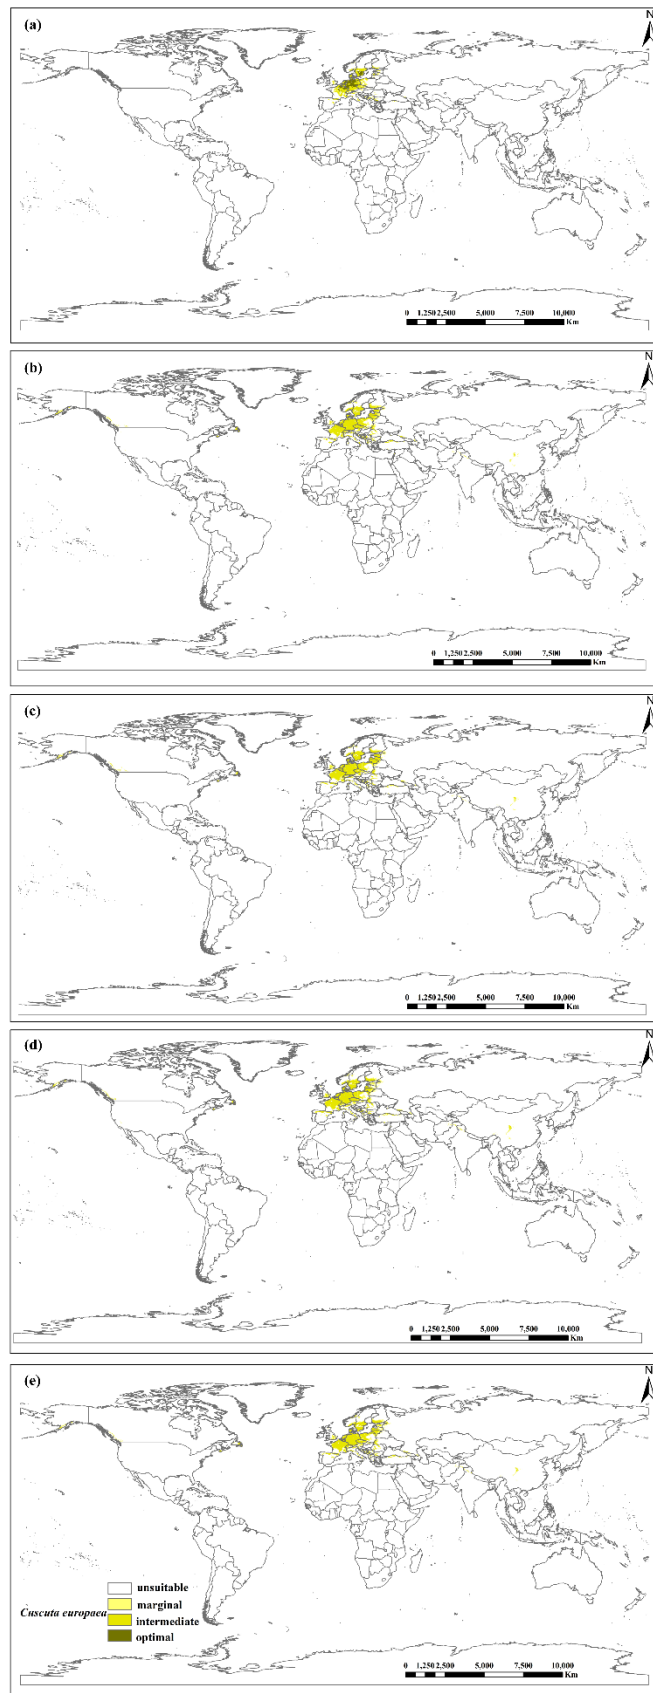 (a)
N
0 1,250 2,500 5,000 7,500 10,000
Km
(b)
N
0 1,250 2,500 5,000 7,500 10,000
Km
(c)
N
0 1,250 2,500 5,000 7,500 10,000
Km
(d)
N
0 1,250 2,500 5,000 7,500 10,000
Km
(e)
N
unsuitable
Cuscuta europaea
marginal
intermediate
optimal
0 1,250 2,500 5,000 7,500 10,000
Km